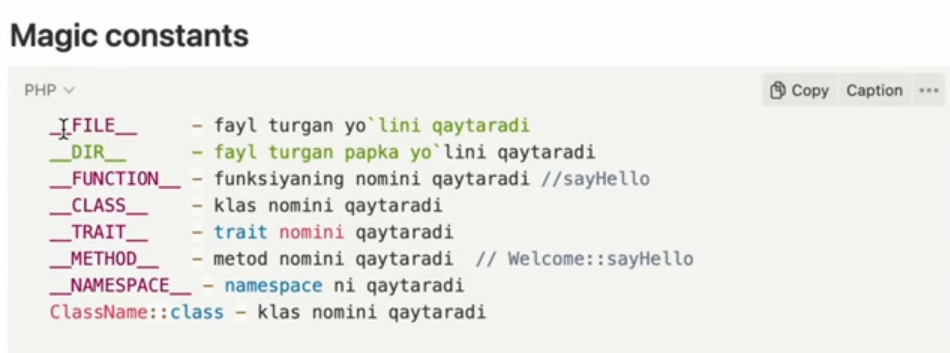 Magic constants
PHP
Copy Caption ...
__FILE__ - fayl turgan yo`lini qaytaradi
__DIR__ - fayl turgan papka yo`lini qaytaradi
__FUNCTION__ - funksiyaning nomini qaytaradi //sayHello
__CLASS__ - klas nomini qaytaradi
__TRAIT__ - trait nomini qaytaradi
__METHOD__ - metod nomini qaytaradi // Welcome::sayHello
__NAMESPACE__ - namespace ni qaytaradi
ClassName::class - klas nomini qaytaradi